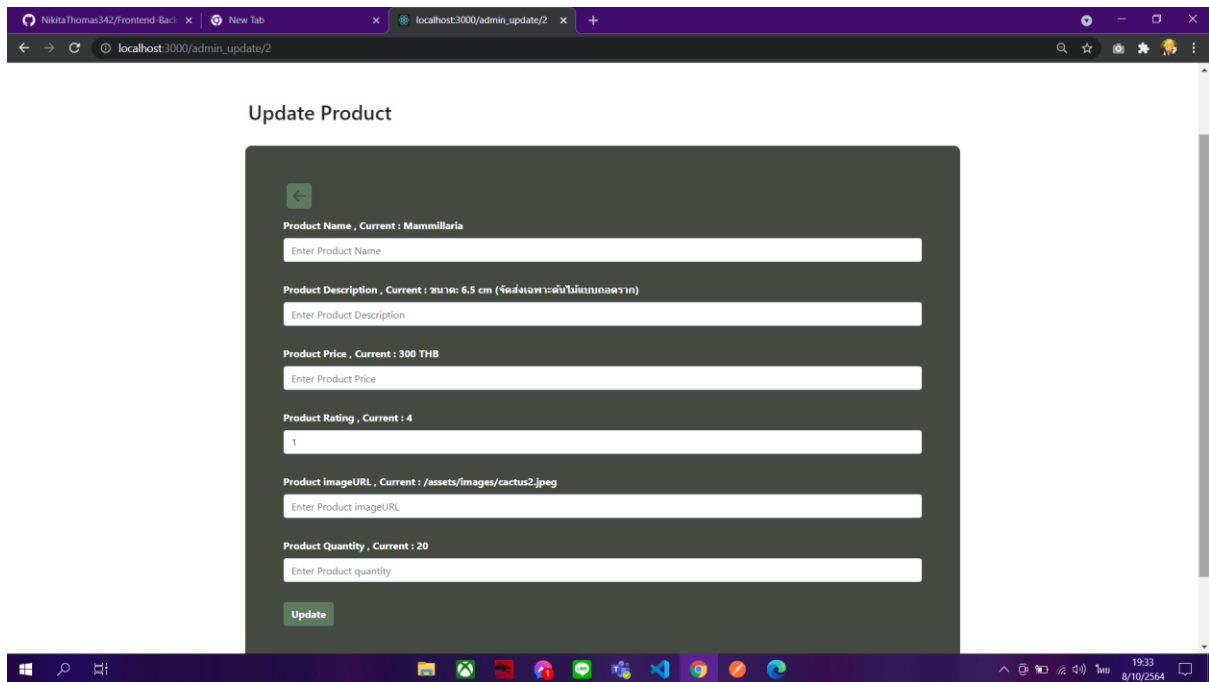 NikitaThomas342/Frontend-Back
New Tab
localhost:3000/admin_update/2
localhost:3000/admin_update/2
Update Product
Product Name , Current : Mammillaria
Enter Product Name
Product Description , Current : ขนาด: 6.5 cm (จัดส่งเฉพาะต้นไม้แบบถอดราก)
Enter Product Description
Product Price , Current : 300 THB
Enter Product Price
Product Rating , Current : 4
1
Product imageURL , Current : /assets/images/cactus2.jpeg
Enter Product imageURL
Product Quantity , Current : 20
Enter Product quantity
Update
ไทย
19:33
8/10/2564